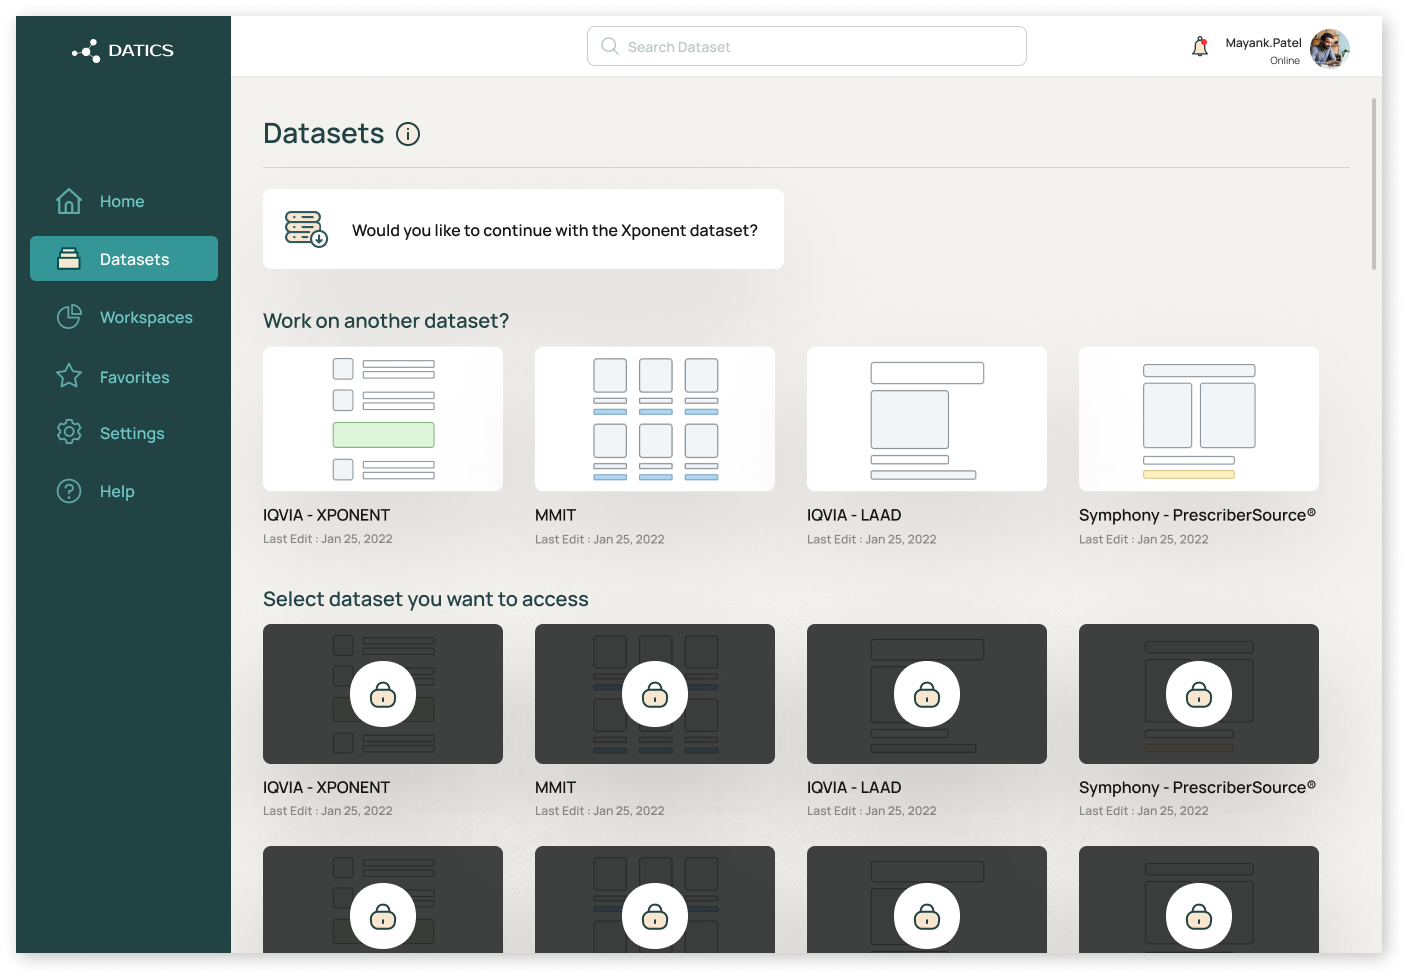 DATICS
Search Dataset
Mayank.Patel
Online
Home
Datasets
Workspaces
Favorites
Settings
Help
Datasets
Would you like to continue with the Xponent dataset?
Work on another dataset?
IQVIA - XPONENT
Last Edit : Jan 25, 2022
MMIT
Last Edit : Jan 25, 2022
IQVIA - LAAD
Last Edit : Jan 25, 2022
Symphony - PrescriberSource®
Last Edit : Jan 25, 2022
Select dataset you want to access
IQVIA - XPONENT
Last Edit : Jan 25, 2022
MMIT
Last Edit : Jan 25, 2022
IQVIA - LAAD
Last Edit : Jan 25, 2022
Symphony - PrescriberSource®
Last Edit : Jan 25, 2022